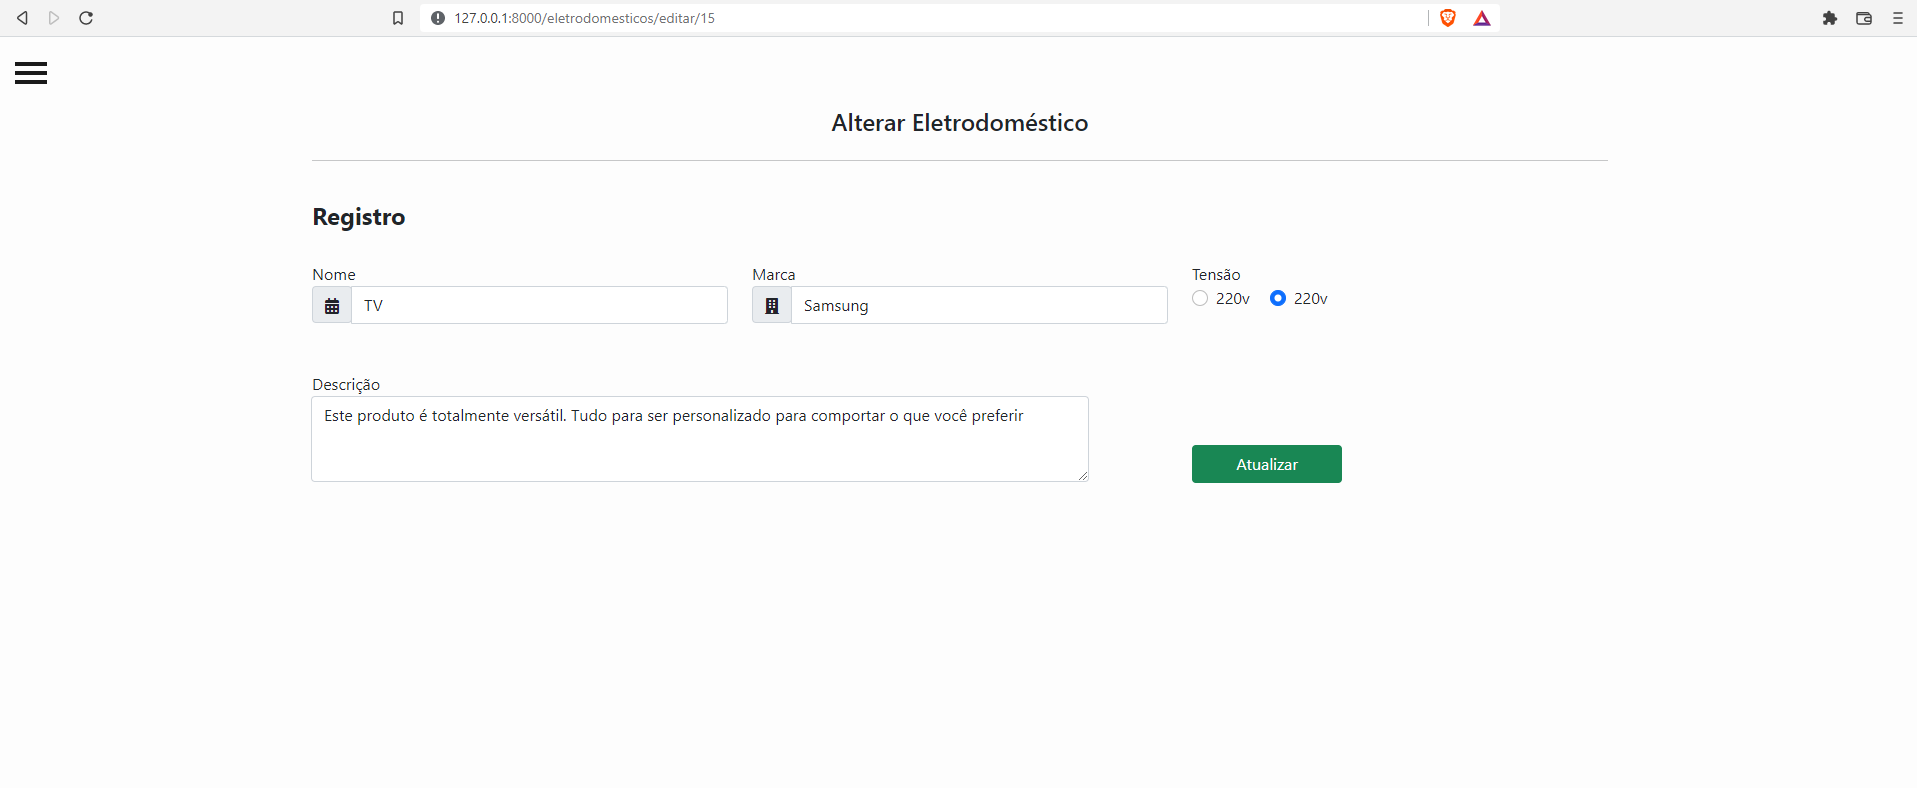 127.0.0.1:8000/eletrodomesticos/editar/15
Alterar Eletrodoméstico
Registro
Nome
Marca
Tensão
TV
Samsung
220v
220v
Descrição
Este produto é totalmente versátil. Tudo para ser personalizado para comportar o que você preferir
Atualizar